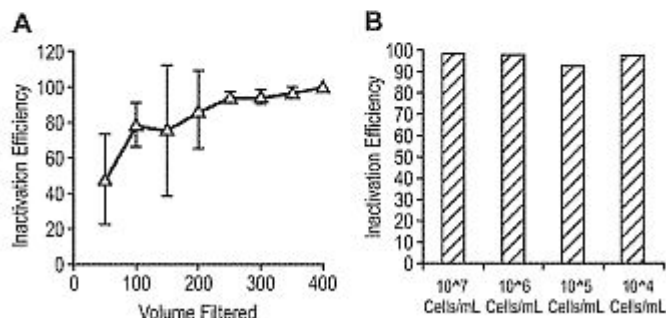 A
Inactivation Efficiency
120
100
80
60
40
20
0
0 100 200 300 400
Volume Filtered
B
Inactivation Efficiency
100
90
80
70
60
50
40
30
20
10
0
10^7 10^6 10^5 10^4
Cells/mL Cells/mL Cells/mL Cells/mL